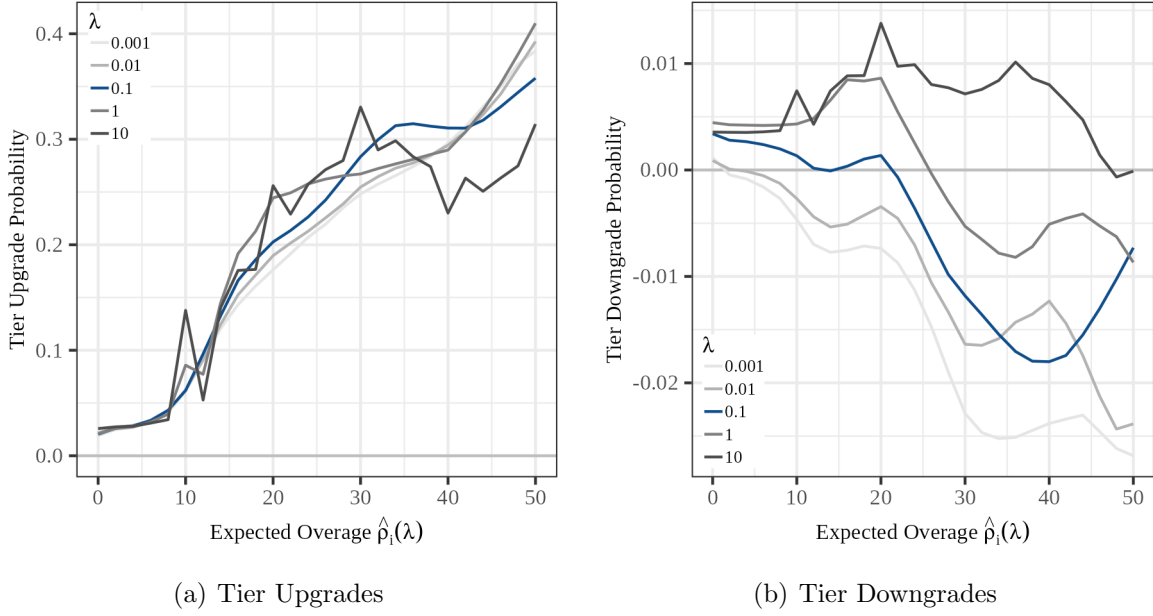 Tier Upgrade Probability
0.4
0.3
0.2
0.1
0.0
λ
0.001
0.01
0.1
1
10
0 10 20 30 40 50
Expected Overage ρ̂i(λ)
(a) Tier Upgrades
Tier Downgrade Probability
0.01
0.00
-0.01
-0.02
λ
0.001
0.01
0.1
1
10
0 10 20 30 40 50
Expected Overage ρ̂i(λ)
(b) Tier Downgrades